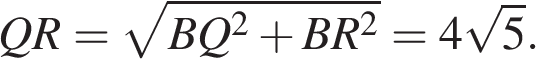 QR = √(BQ² + BR²) = 4√5.